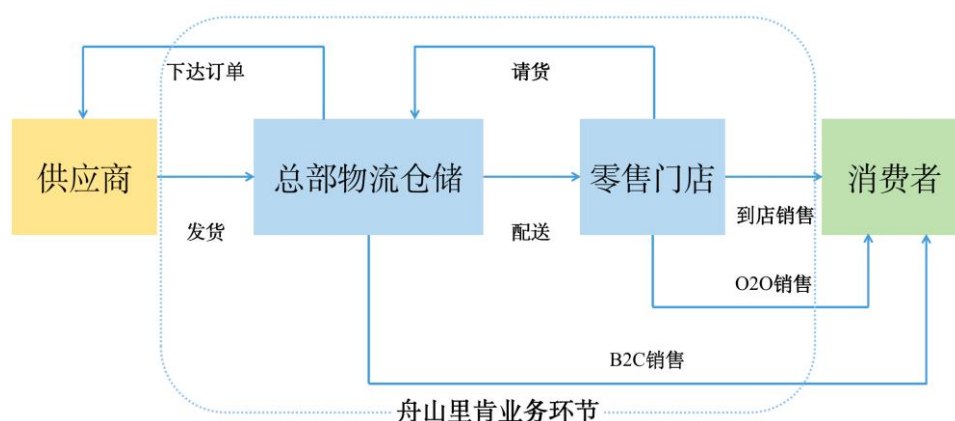 下达订单
请货
供应商
总部物流仓储
零售门店
消费者
发货
配送
到店销售
O2O销售
B2C销售
舟山里肯业务环节